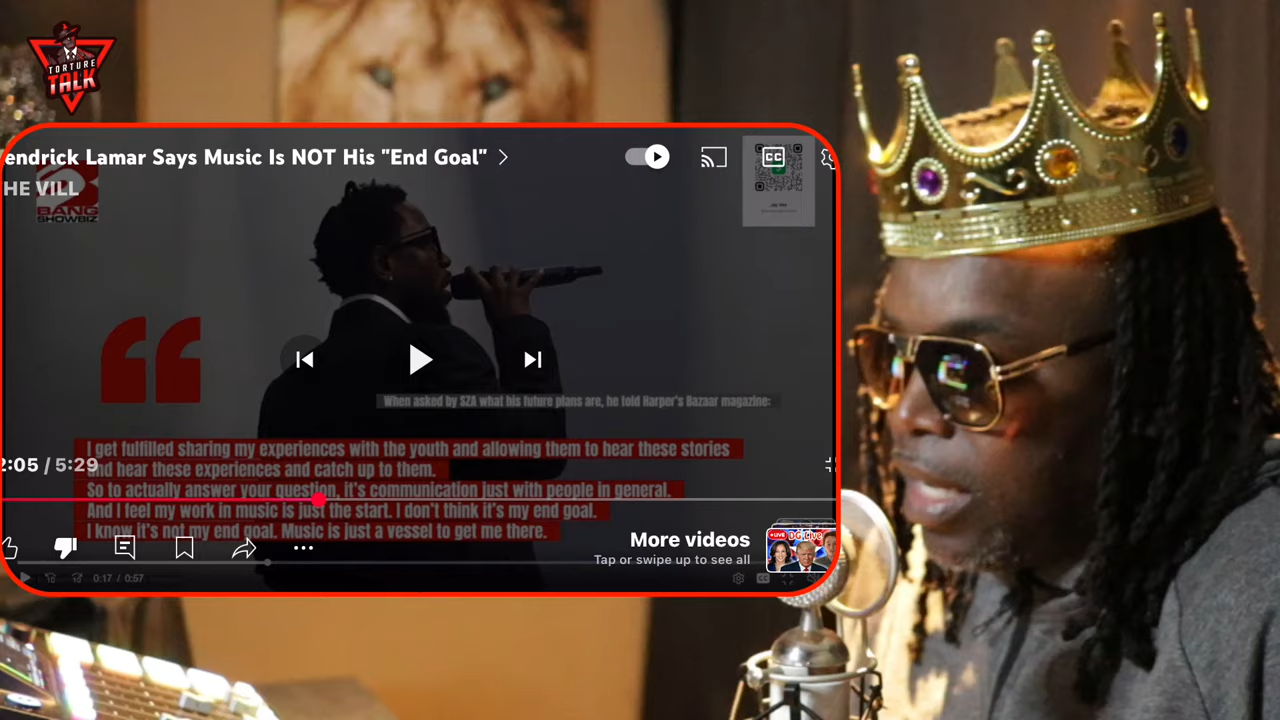 TORTURE
TALK
endrick Lamar Says Music Is NOT His "End Goal"
CC
HE VILL
BANG
SHOWBIZ
When asked by SZA what his future plans are, he told Harper's Bazaar magazine:
I get fulfilled sharing my experiences with the youth and allowing them to hear these stories
2:05 / 5:29
and hear these experiences and catch up to them.
So to actually answer your question, it's communication just with people in general.
And I feel my work in music is just the start. I don't think it's my end goal.
I know it's not my end goal. Music is just a vessel to get me there.
More videos
Tap or swipe up to see all
LIVE
DG Live
0:17 / 0:57
CC